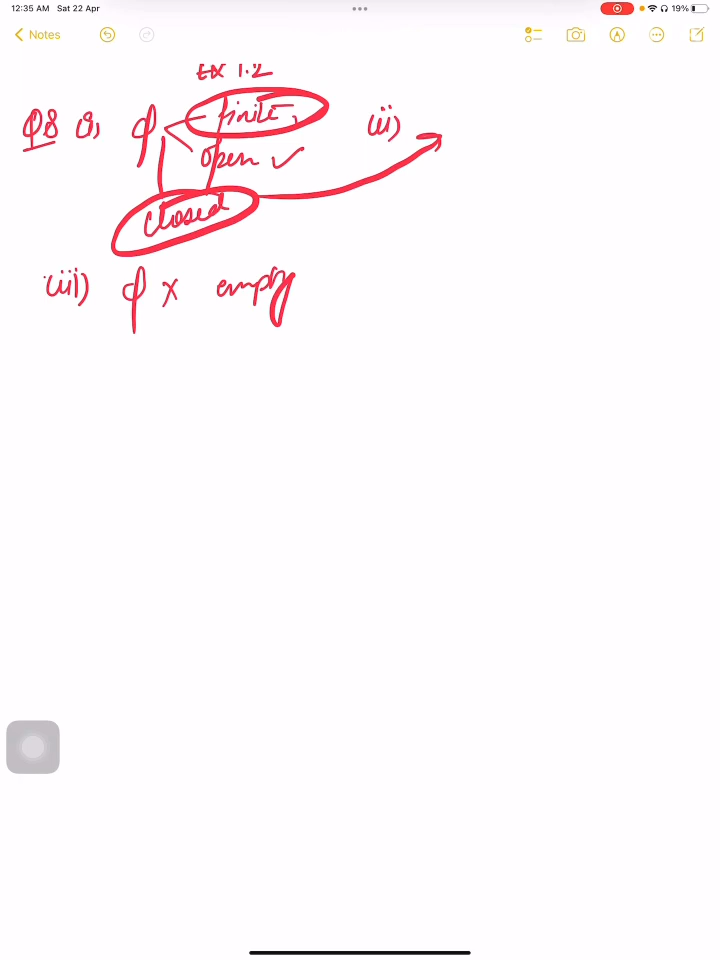 12:35 AM Sat 22 Apr 19%
Notes
Ex 1.2
Q8 (i) φ finite, (ii)
open ✓
closed
(iii) φ x empty